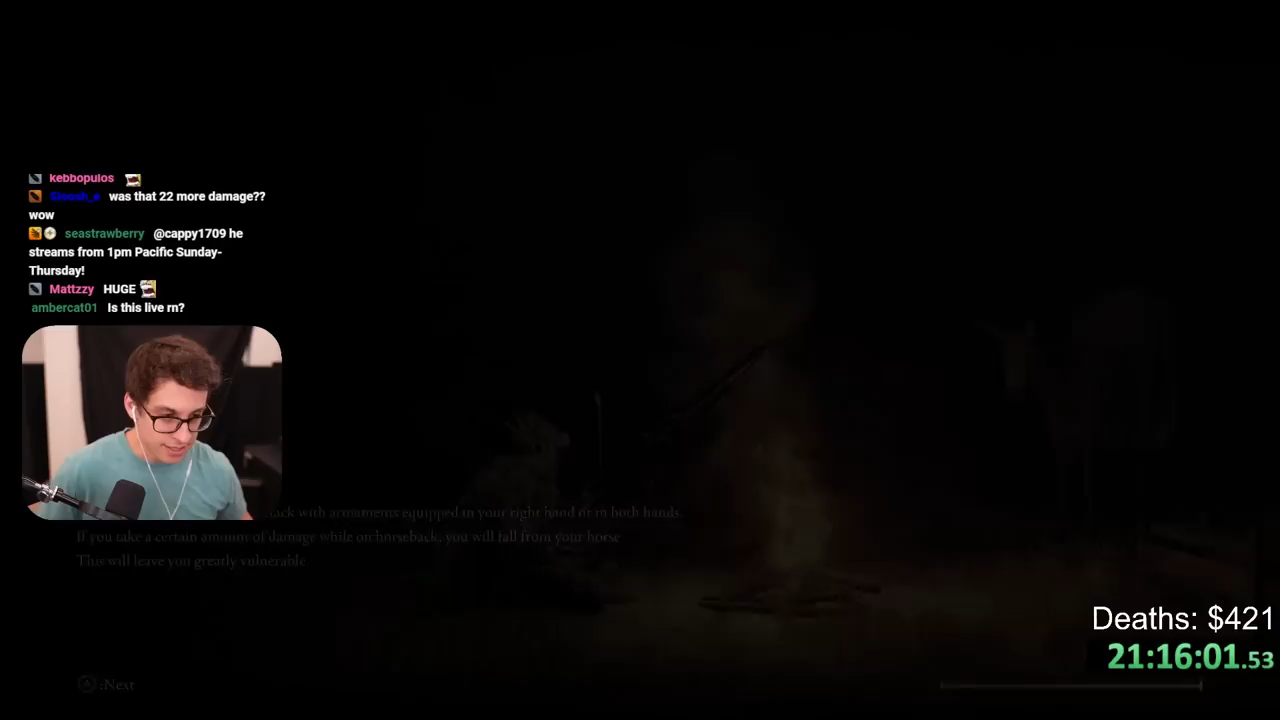 kebbopulos
was that 22 more damage??
wow
seastrawberry @cappy1709 he
streams from 1pm Pacific Sunday-
Thursday!
Mattzzy HUGE
ambercat01 Is this live rn?
with armaments equipped in your right hand or in both hands.
If you take a certain amount of damage while on horseback, you will fall from your horse
This will leave you greatly vulnerable
:Next
Deaths: $421
21:16:01.53